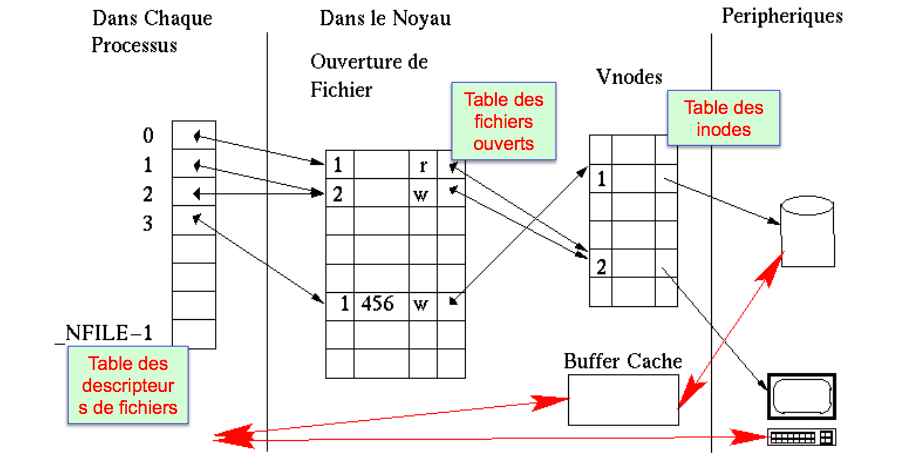 Dans Chaque
Processus
Dans le Noyau
Peripheriques
Ouverture de
Fichier
Vnodes
Table des
fichiers
ouverts
Table des
inodes
0
1
2
3
_NFILE-1
1 r
2 w
1 456 w
1
2
Table des
descripteur
s de fichiers
Buffer Cache